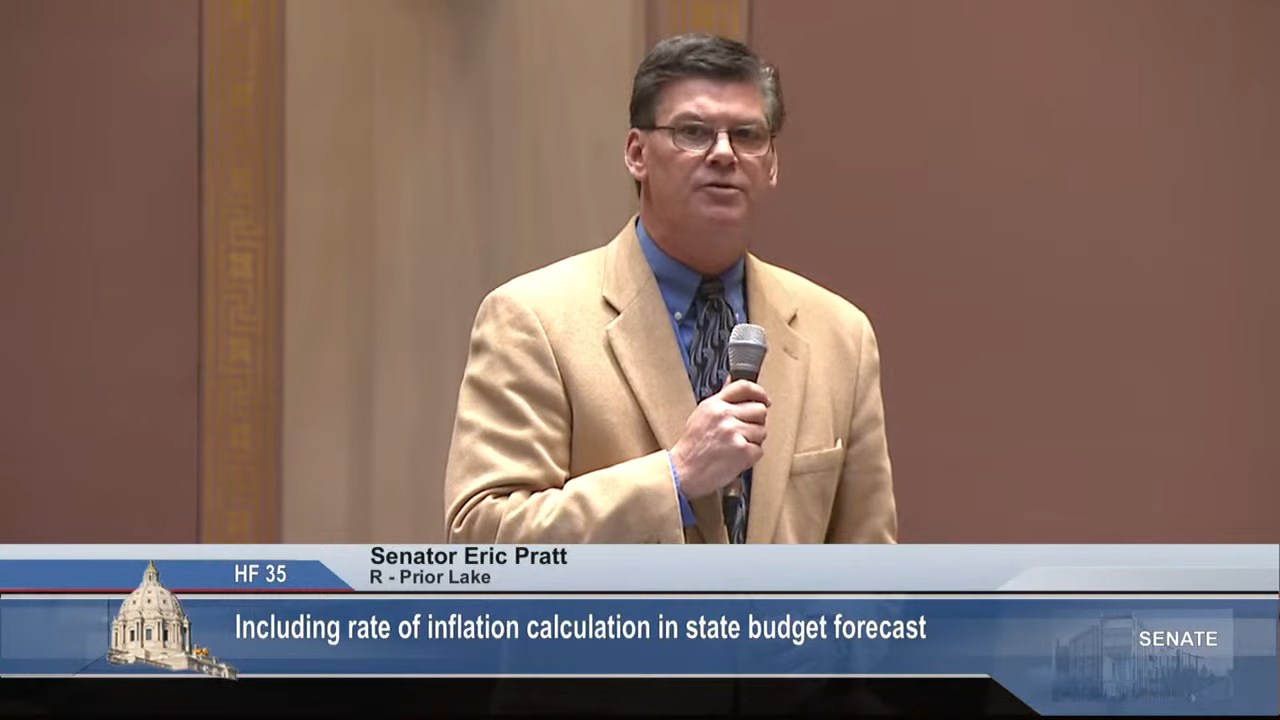 Senator Eric Pratt
HF 35
R - Prior Lake
Including rate of inflation calculation in state budget forecast
SENATE